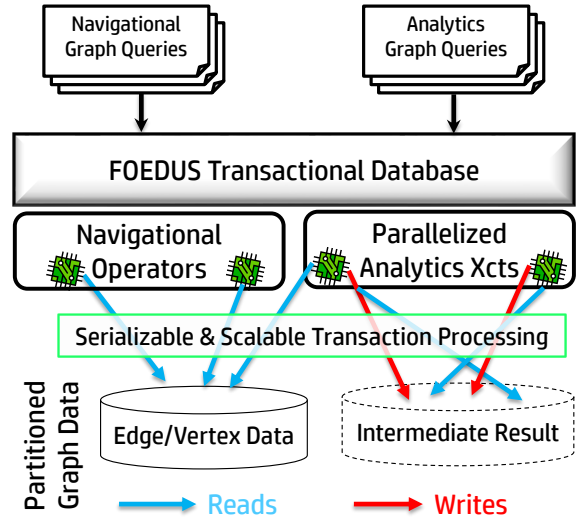 Navigational
Graph Queries
Analytics
Graph Queries
FOEDUS Transactional Database
Navigational
Operators
Parallelized
Analytics Xcts
Serializable & Scalable Transaction Processing
Partitioned
Graph Data
Edge/Vertex Data
Intermediate Result
Reads
Writes